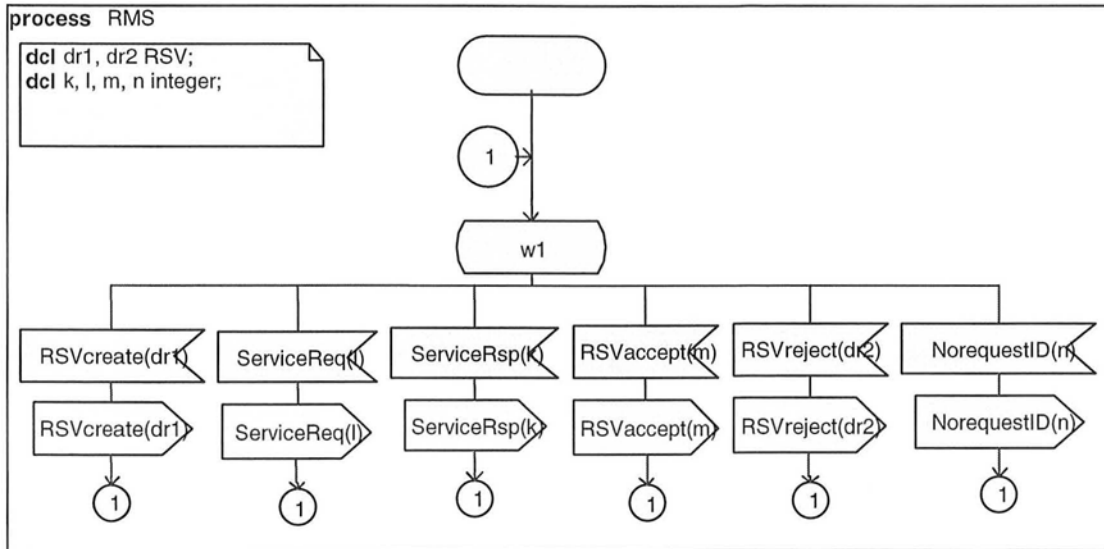 process RMS
dcl dr1, dr2 RSV;
dcl k, l, m, n integer;
1
w1
RSVcreate(dr1) ServiceReq(l) ServiceRsp(k) RSVaccept(m) RSVreject(dr2) NorequestID(n)
RSVcreate(dr1) ServiceReq(l) ServiceRsp(k) RSVaccept(m) RSVreject(dr2) NorequestID(n)
1 1 1 1 1 1